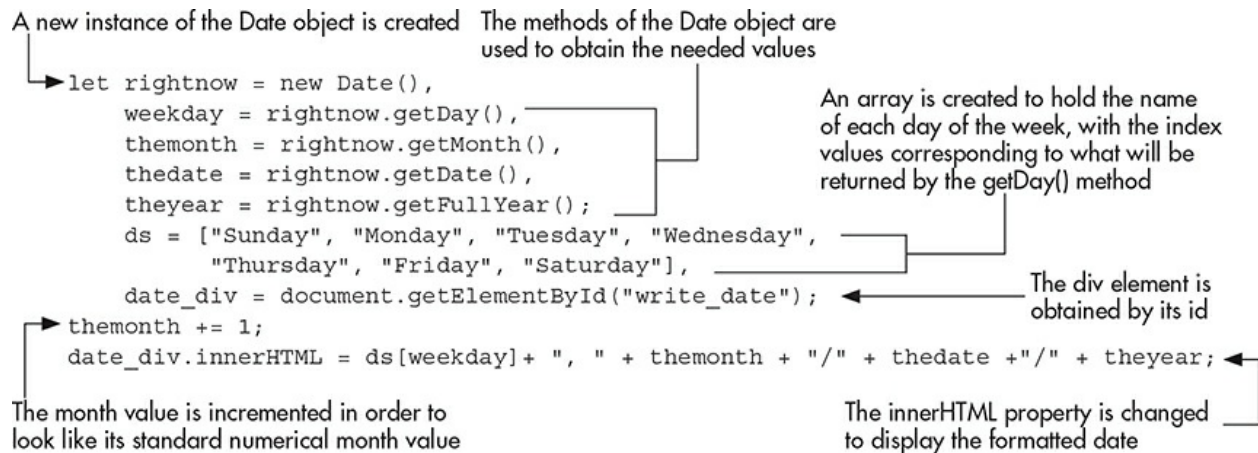 A new instance of the Date object is created
The methods of the Date object are
used to obtain the needed values
let rightnow = new Date(),
weekday = rightnow.getDay(),
themonth = rightnow.getMonth(),
thedate = rightnow.getDate(),
theyear = rightnow.getFullYear();
An array is created to hold the name
of each day of the week, with the index
values corresponding to what will be
returned by the getDay() method
ds = ["Sunday", "Monday", "Tuesday", "Wednesday",
"Thursday", "Friday", "Saturday"],
date_div = document.getElementById("write_date");
The div element is
obtained by its id
themonth += 1;
date_div.innerHTML = ds[weekday]+ ", " + themonth + "/" + thedate +"/" + theyear;
The month value is incremented in order to
look like its standard numerical month value
The innerHTML property is changed
to display the formatted date